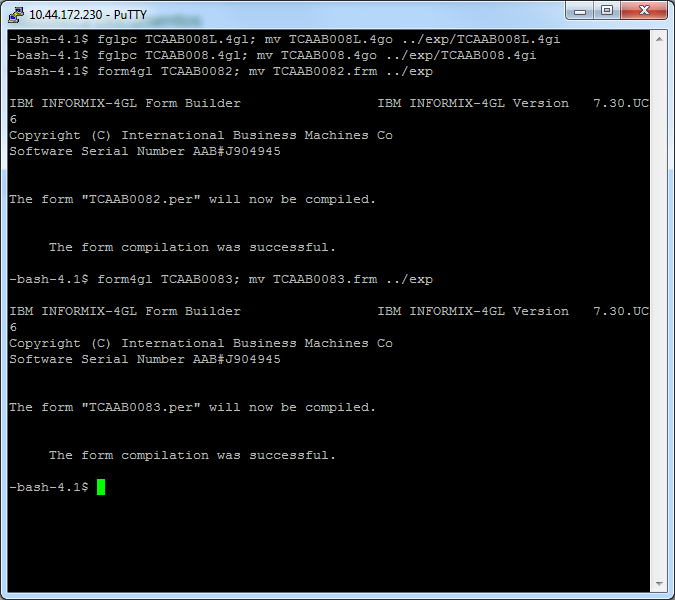 10.44.172.230 - PuTTY
-bash-4.1$ fglpc TCAAB008L.4gl; mv TCAAB008L.4go ../exp/TCAAB008L.4gi
-bash-4.1$ fglpc TCAAB008.4gl; mv TCAAB008.4go ../exp/TCAAB008.4gi
-bash-4.1$ form4gl TCAAB0082; mv TCAAB0082.frm ../exp
IBM INFORMIX-4GL Form Builder                 IBM INFORMIX-4GL Version   7.30.UC
6
Copyright (C) International Business Machines Co
Software Serial Number AAB#J904945
The form "TCAAB0082.per" will now be compiled.
The form compilation was successful.
-bash-4.1$ form4gl TCAAB0083; mv TCAAB0083.frm ../exp
IBM INFORMIX-4GL Form Builder                 IBM INFORMIX-4GL Version   7.30.UC
6
Copyright (C) International Business Machines Co
Software Serial Number AAB#J904945
The form "TCAAB0083.per" will now be compiled.
The form compilation was successful.
-bash-4.1$